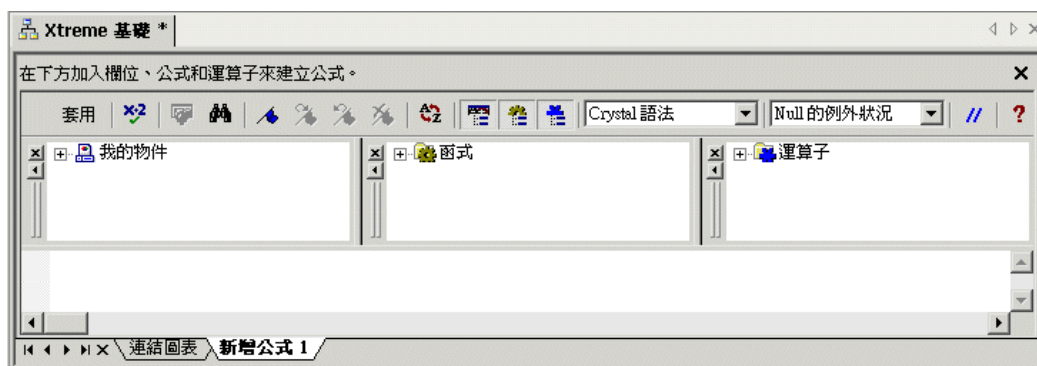 Xtreme 基礎 *
在下方加入欄位、公式和運算子來建立公式。
套用 Crystal 語法 Null 的例外狀況 // ?
我的物件 函式 運算子
連結圖表 新增公式 1